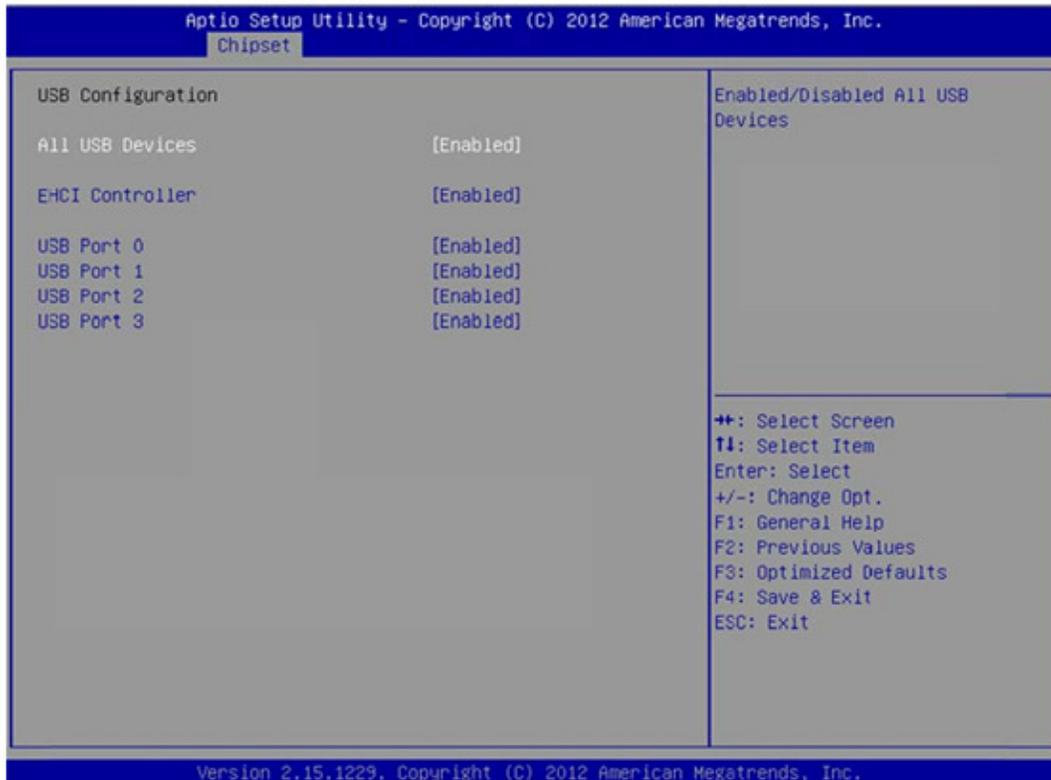 Aptio Setup Utility – Copyright (C) 2012 American Megatrends, Inc.
Chipset
USB Configuration
All USB Devices [Enabled]
EHCI Controller [Enabled]
USB Port 0 [Enabled]
USB Port 1 [Enabled]
USB Port 2 [Enabled]
USB Port 3 [Enabled]
Enabled/Disabled All USB
Devices
→←: Select Screen
↑↓: Select Item
Enter: Select
+/-: Change Opt.
F1: General Help
F2: Previous Values
F3: Optimized Defaults
F4: Save & Exit
ESC: Exit
Version 2.15.1229. Copyright (C) 2012 American Megatrends, Inc.